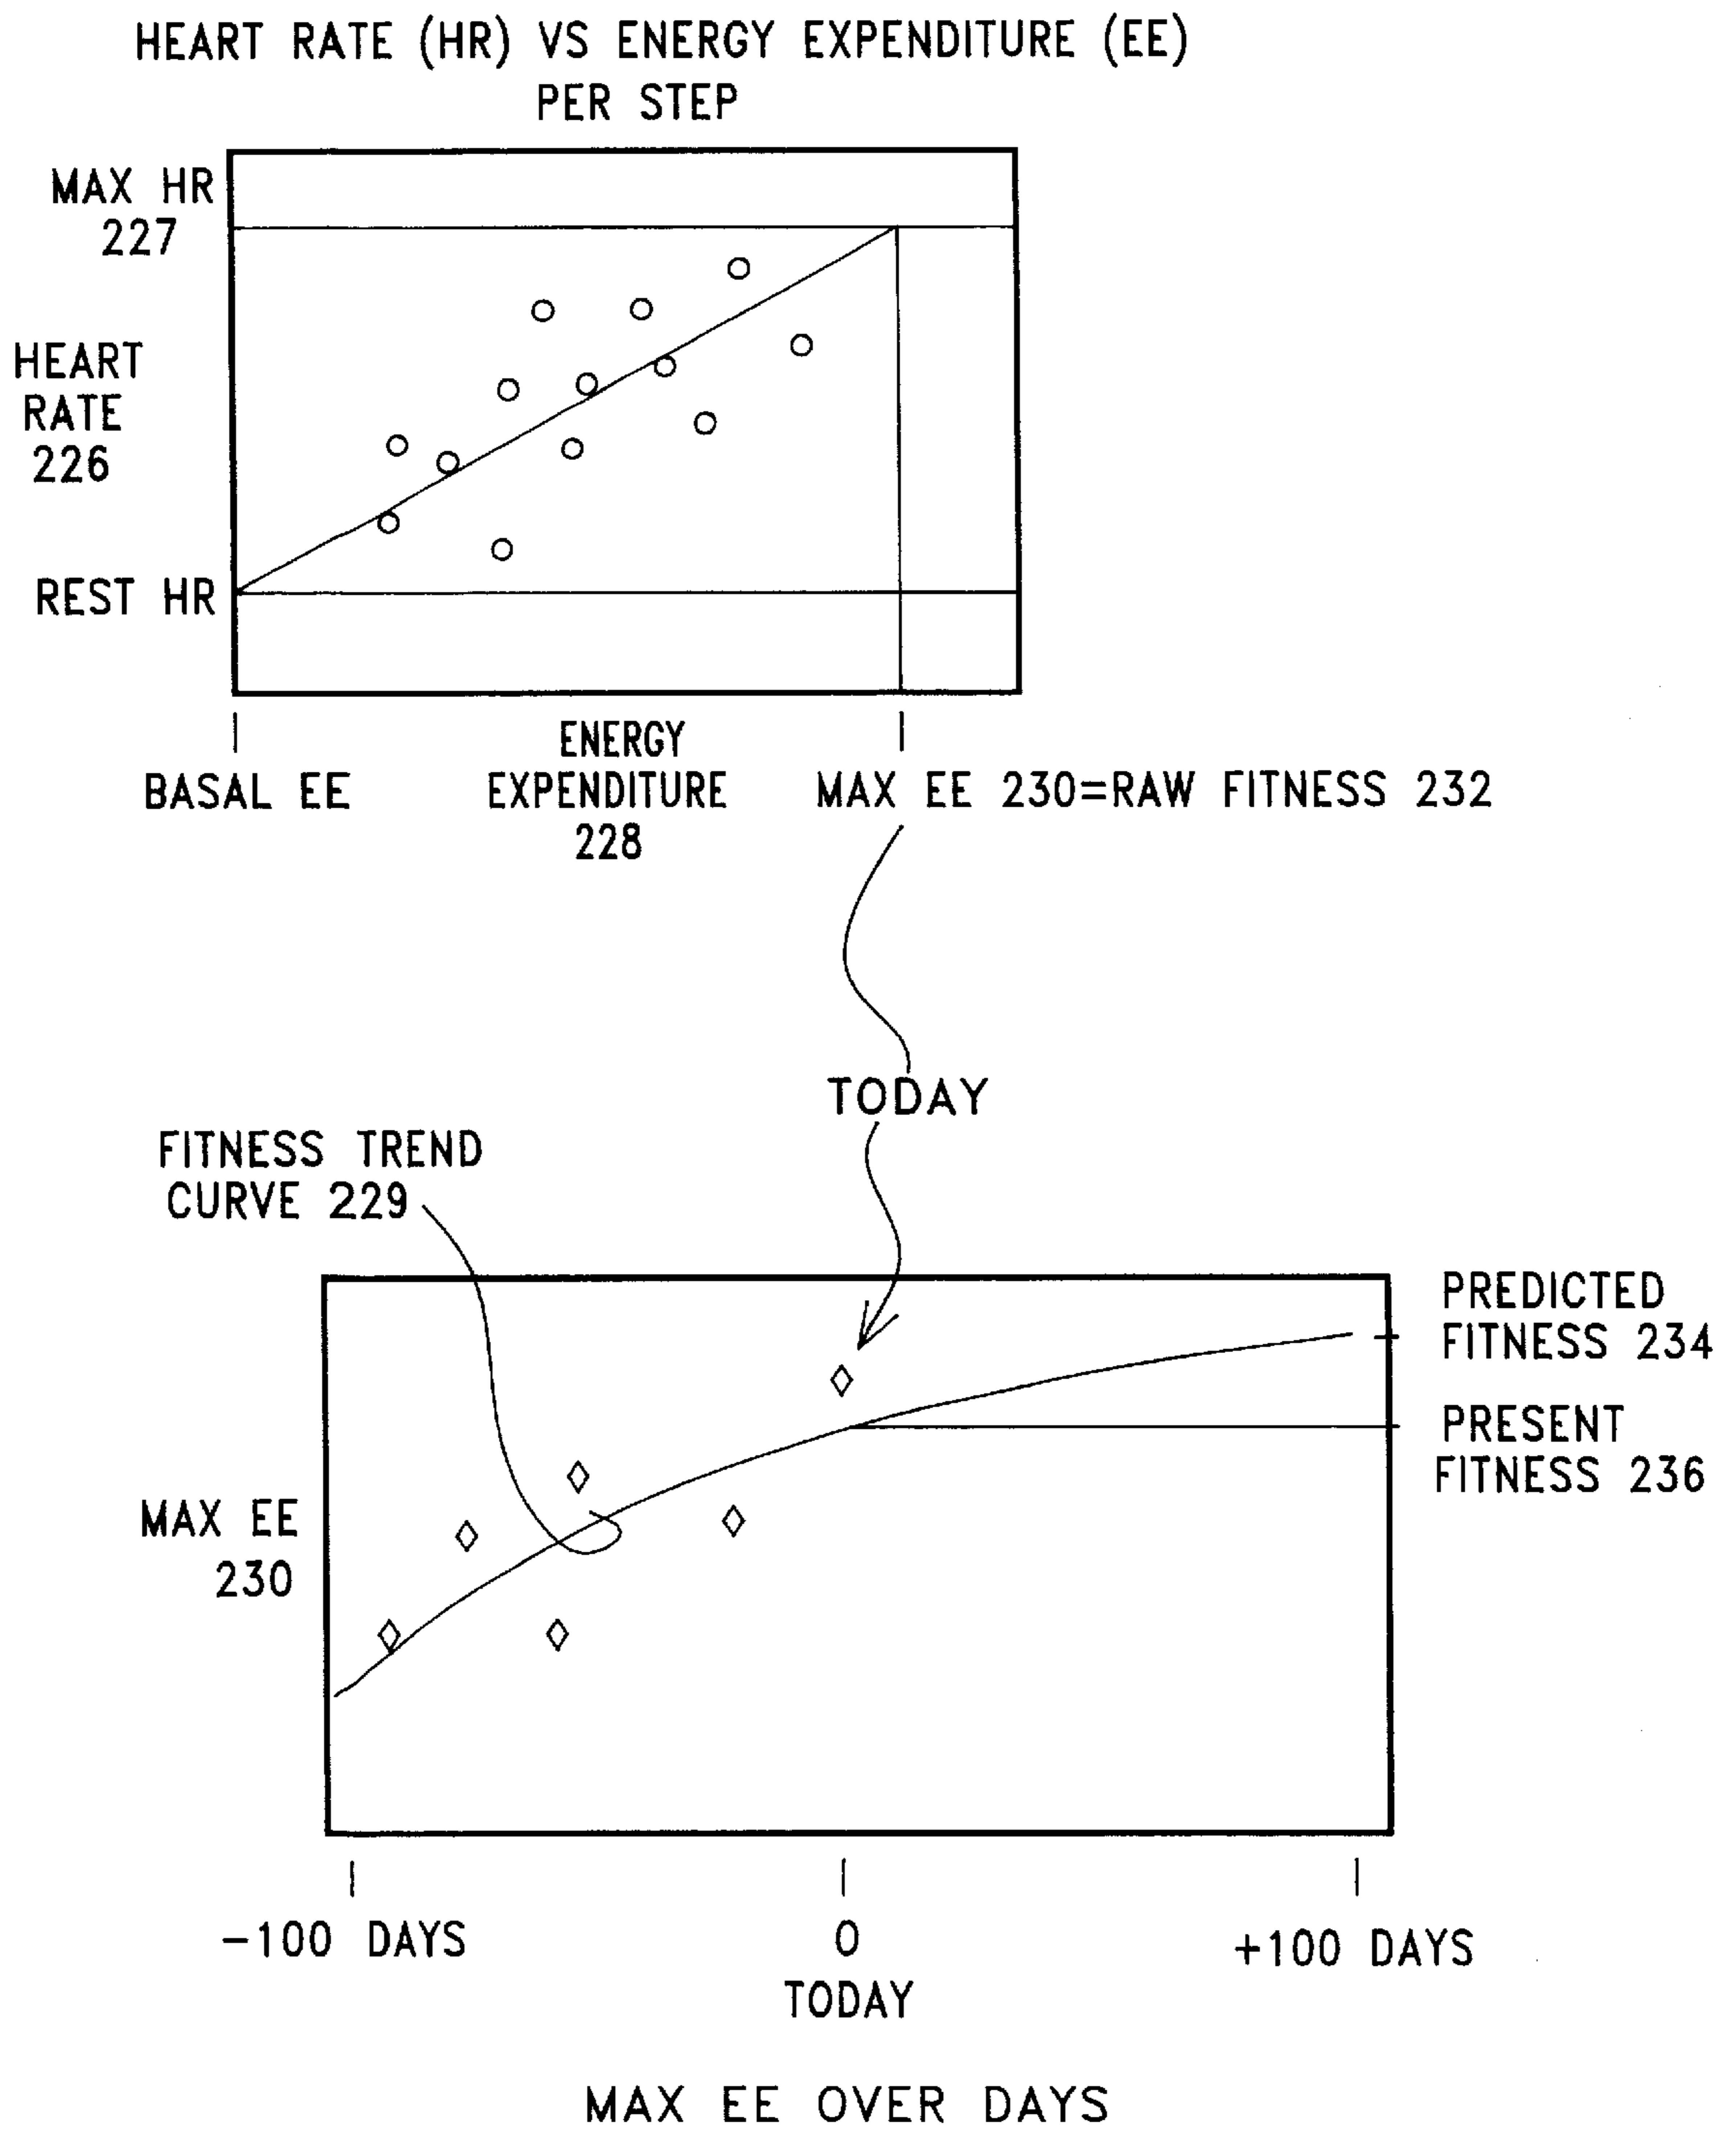 HEART RATE (HR) VS ENERGY EXPENDITURE (EE)
PER STEP
MAX HR
227
HEART
RATE
226
REST HR
BASAL EE
ENERGY
EXPENDITURE
228
MAX EE 230=RAW FITNESS 232
TODAY
FITNESS TREND
CURVE 229
PREDICTED
FITNESS 234
PRESENT
FITNESS 236
MAX EE
230
-100 DAYS
0
TODAY
+100 DAYS
MAX EE OVER DAYS